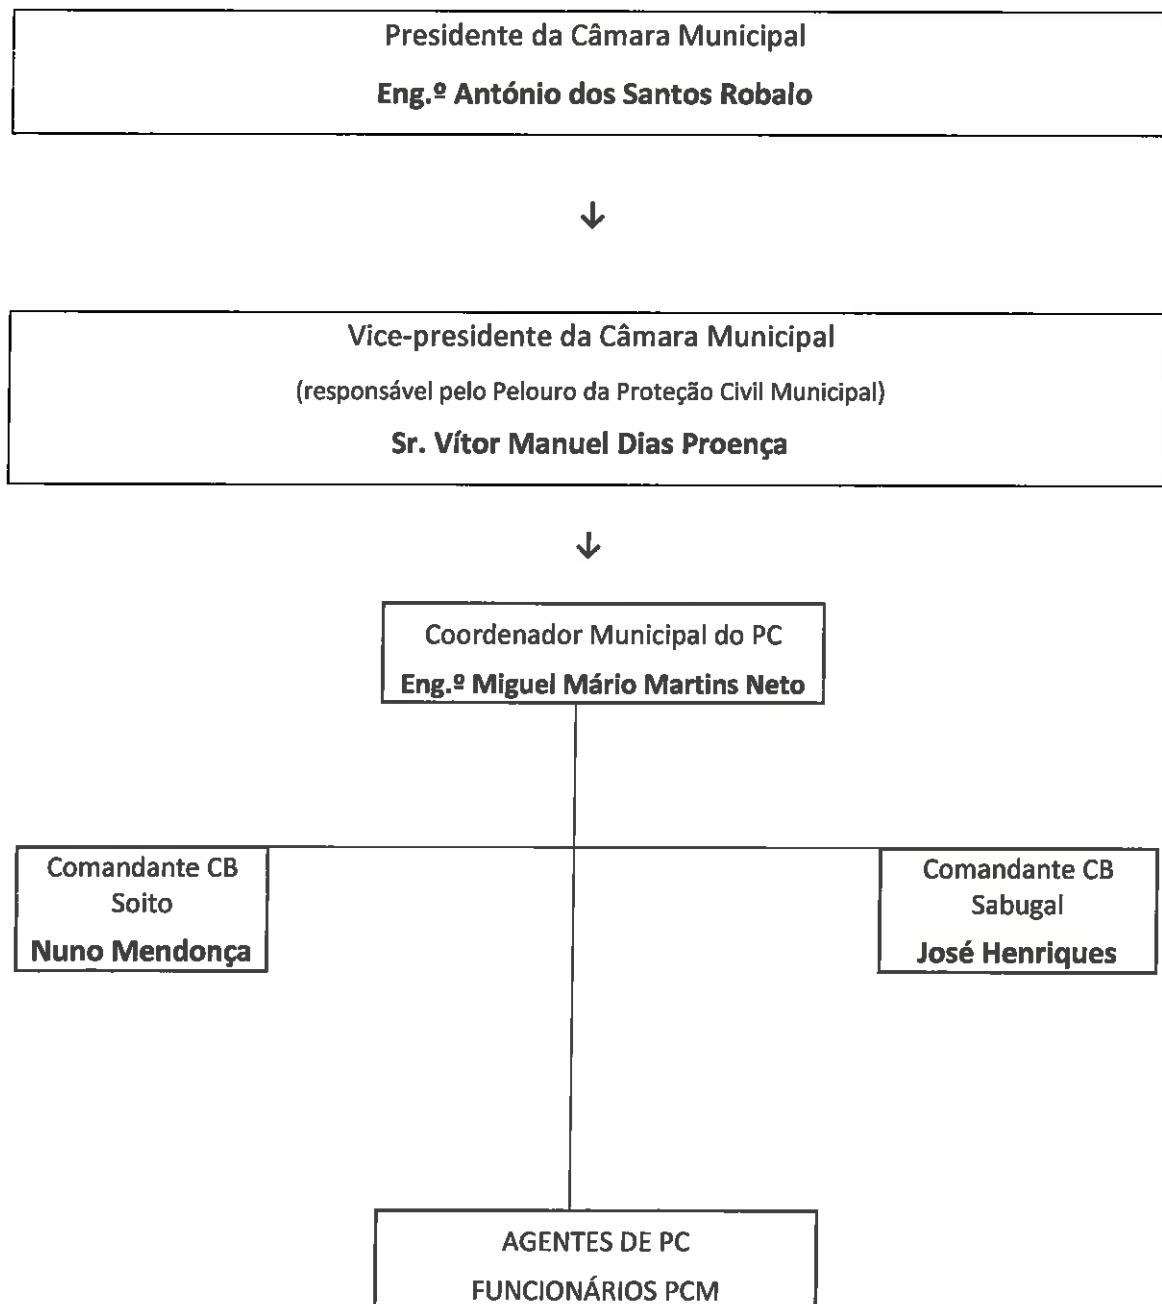 Presidente da Câmara Municipal
Eng.º António dos Santos Robalo
↓
Vice-presidente da Câmara Municipal
(responsável pelo Pelouro da Proteção Civil Municipal)
Sr. Vítor Manuel Dias Proença
↓
Coordenador Municipal do PC
Eng.º Miguel Mário Martins Neto
Comandante CB
Soito
Nuno Mendonça
Comandante CB
Sabugal
José Henriques
AGENTES DE PC
FUNCIONÁRIOS PCM